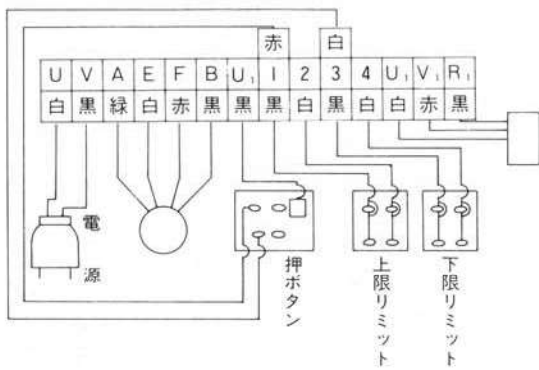 赤 白
U V A E F B U₁ 1 2 3 4 U₁ V₁ R₁
白 黒 緑 白 赤 黒 黒 黒 白 黒 白 白 赤 黒
電源
押ボタン
上限リミット
下限リミット